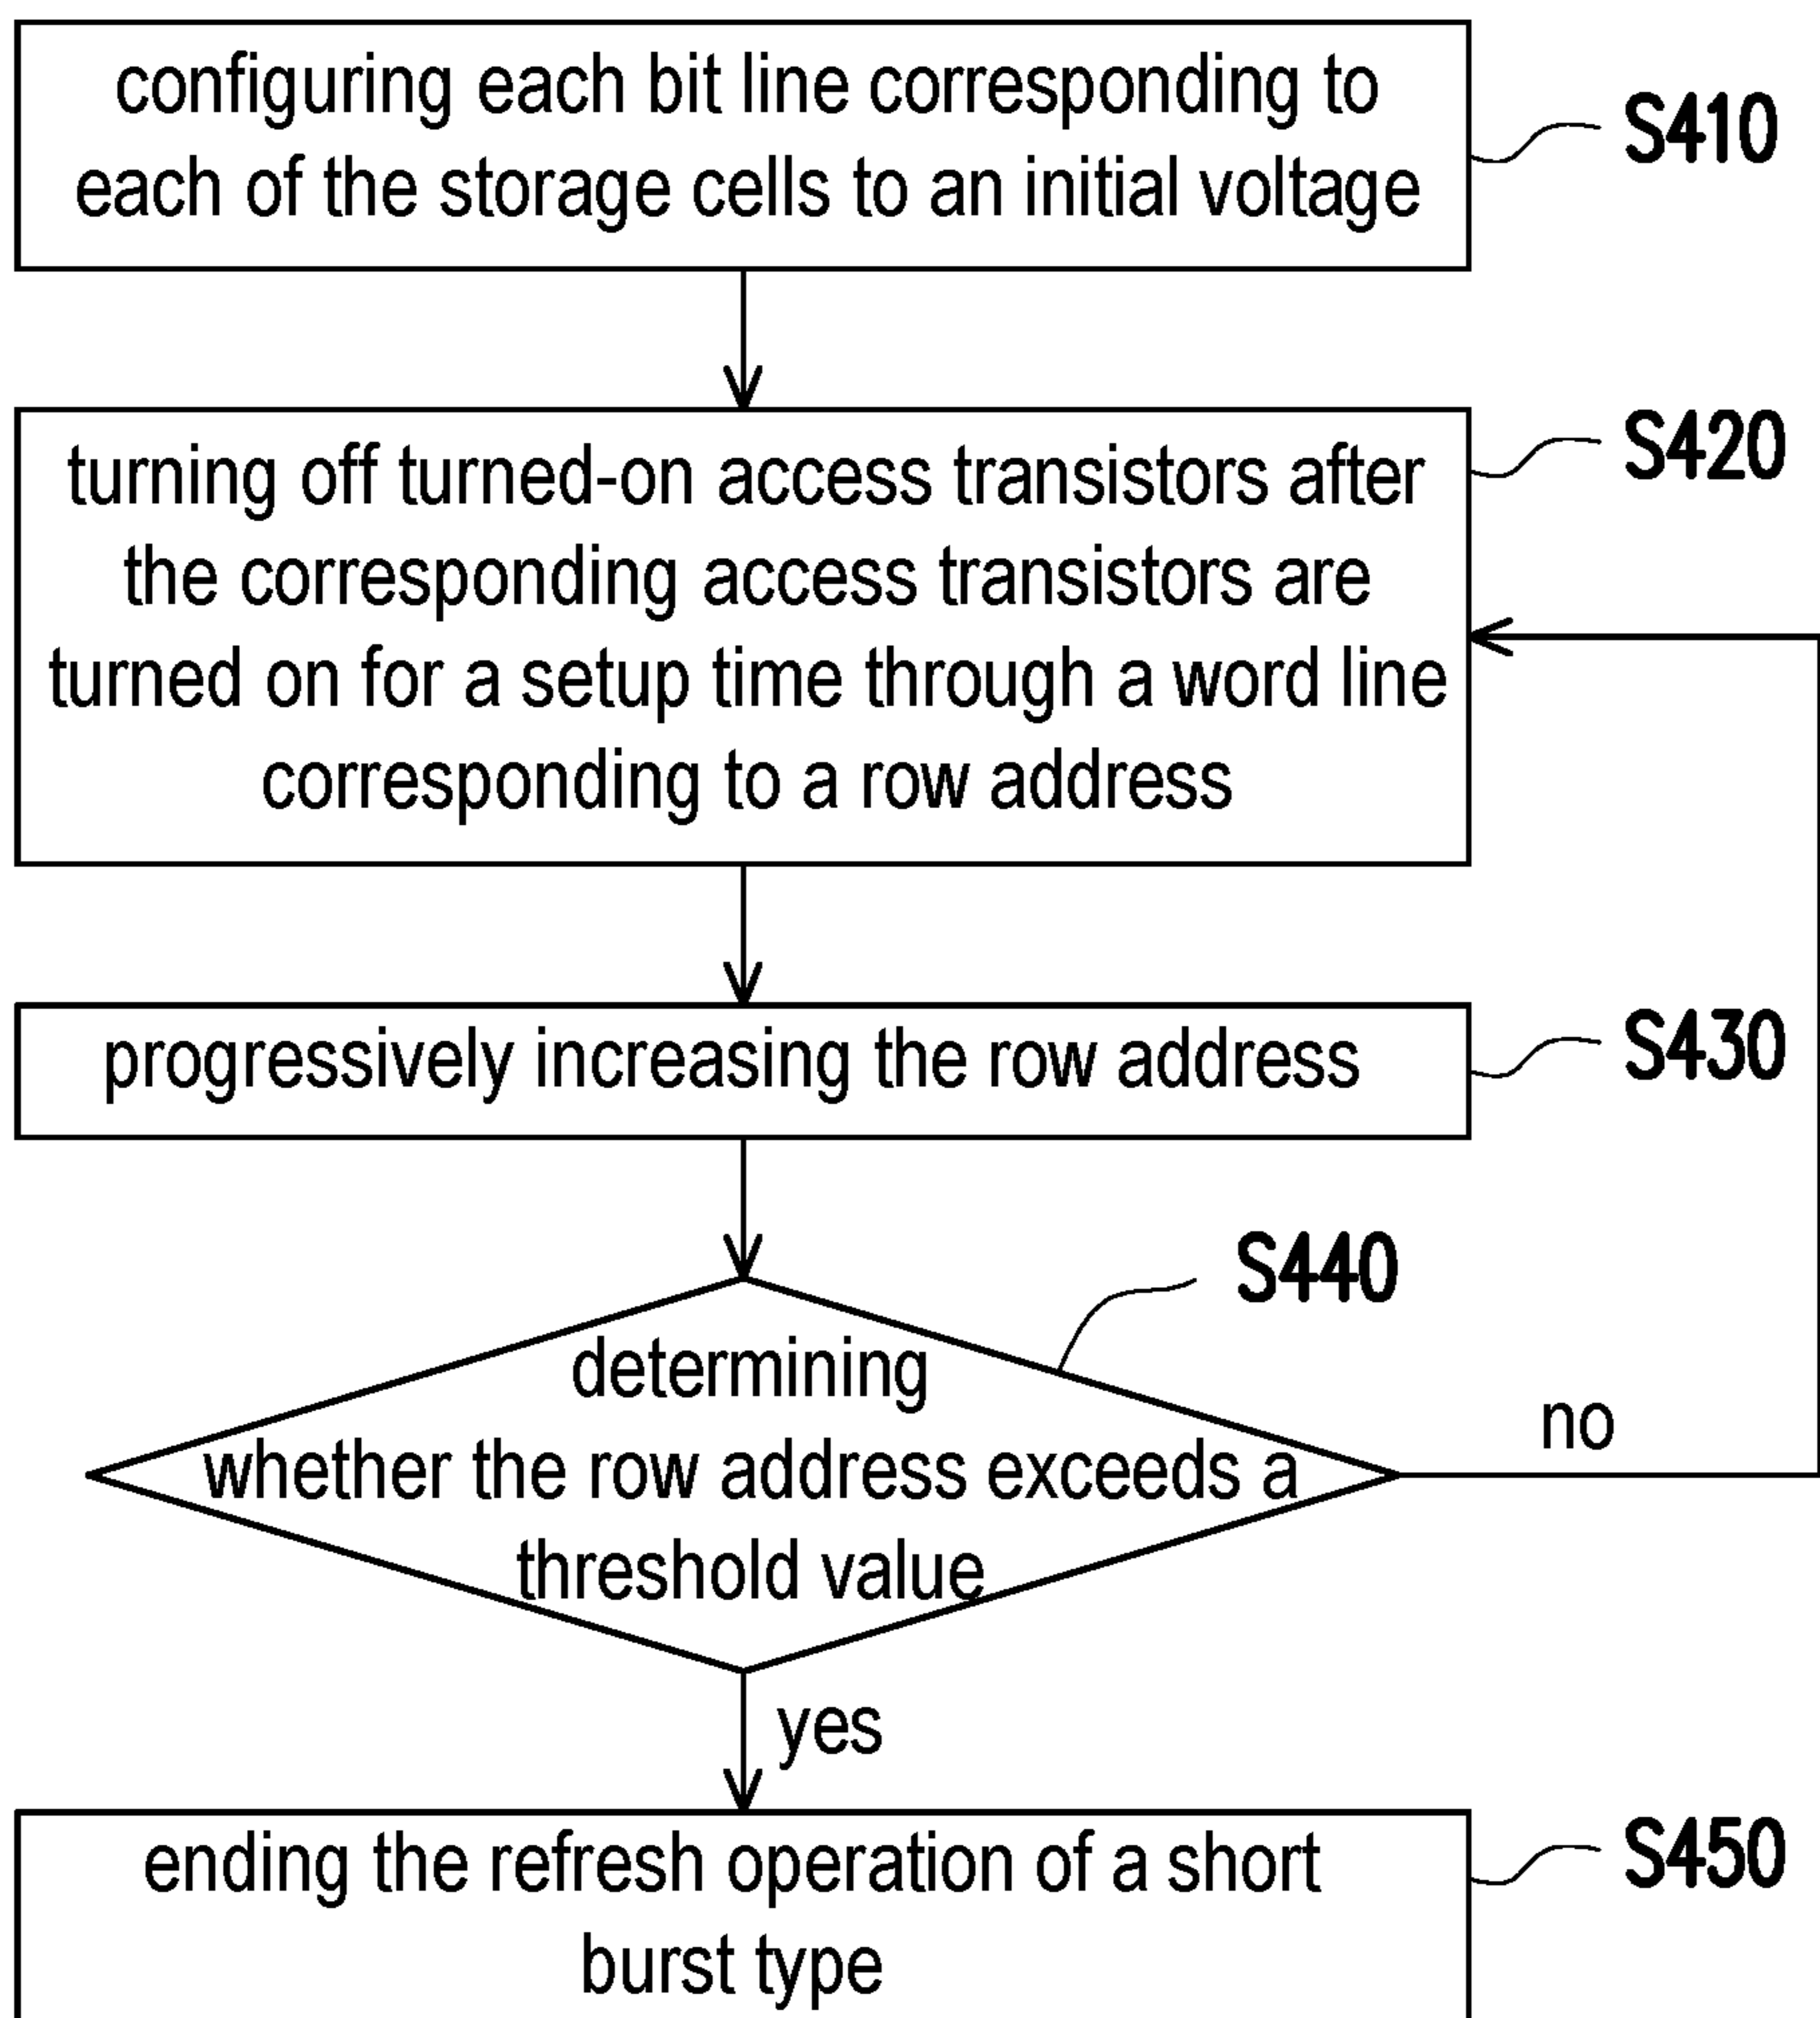 configuring each bit line corresponding to
each of the storage cells to an initial voltage
S410
turning off turned-on access transistors after
the corresponding access transistors are
turned on for a setup time through a word line
corresponding to a row address
S420
progressively increasing the row address
S430
S440
determining
whether the row address exceeds a
threshold value
no
yes
ending the refresh operation of a short
burst type
S450